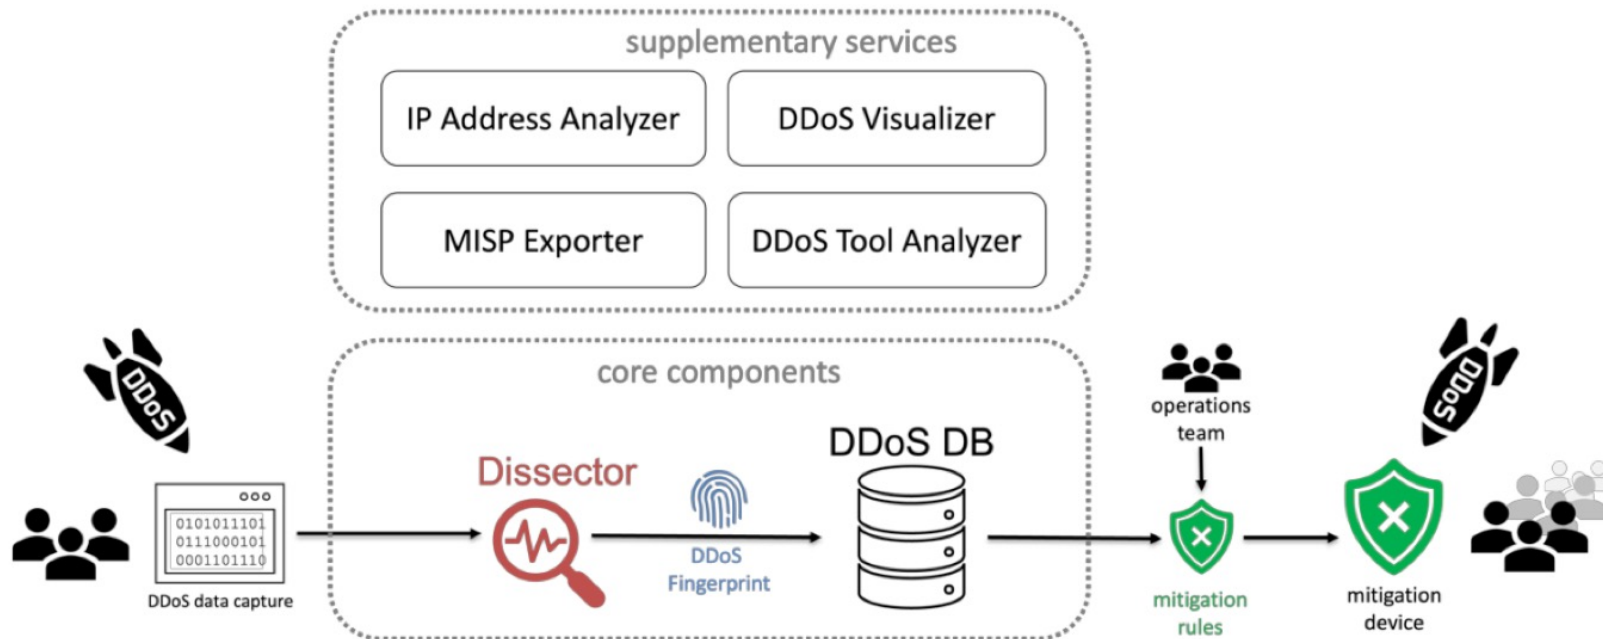 supplementary services
IP Address Analyzer
DDoS Visualizer
MISP Exporter
DDoS Tool Analyzer
core components
DDoS
DDoS
operations
team
Dissector
DDoS DB
0101011101
0111000101
0001101110
DDoS data capture
DDoS
Fingerprint
mitigation
rules
mitigation
device